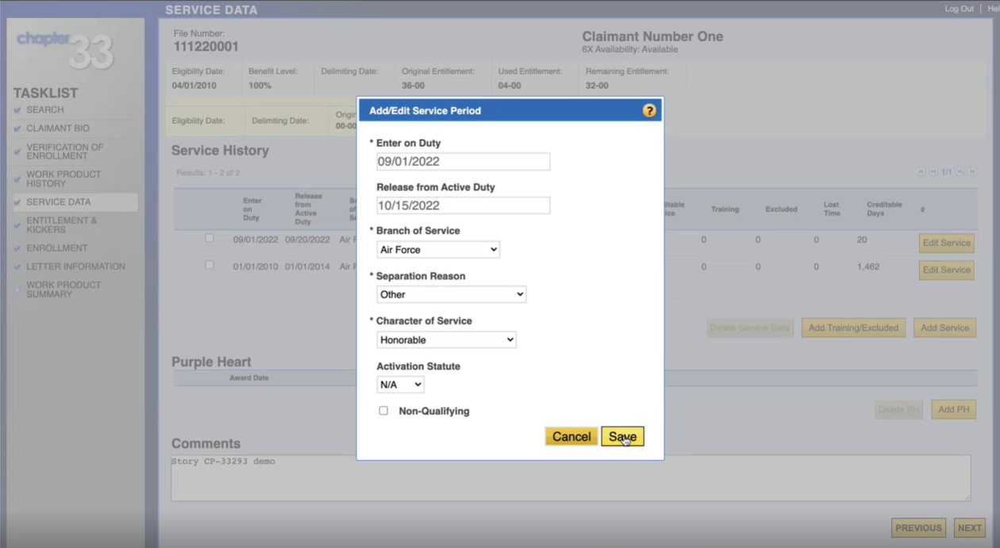 SERVICE DATA
Log Out | Hel
chapter 33
TASKLIST
SEARCH
CLAIMANT BIO
VERIFICATION OF
ENROLLMENT
WORK PRODUCT
HISTORY
SERVICE DATA
ENTITLEMENT &
KICKERS
ENROLLMENT
LETTER INFORMATION
WORK PRODUCT
SUMMARY
File Number:
111220001
Claimant Number One
6X Availability: Available
Eligibility Date: Benefit Level: Delimiting Date: Original Entitlement: Used Entitlement: Remaining Entitlement:
04/01/2010 100% 36-00 04-00 32-00
Eligibility Date: Delimiting Date: Origin
00-00
Service History
Results: 1 - 2 of 2
1/1
Enter
on
Duty
Release
from
Active
Duty
Br
of
Se
itable
ice
Training
Excluded
Lost
Time
Creditable
Days
09/01/2022 09/20/2022 Air F 0 0 0 20 Edit Service
01/01/2010 01/01/2014 Air F 0 0 0 1,462 Edit Service
Delete Service Data Add Training/Excluded Add Service
Purple Heart
Award Date
Delete PH Add PH
Comments
Story CP-33293 demo
PREVIOUS NEXT
Add/Edit Service Period ?
* Enter on Duty
09/01/2022
Release from Active Duty
10/15/2022
* Branch of Service
Air Force
* Separation Reason
Other
* Character of Service
Honorable
Activation Statute
N/A
Non-Qualifying
Cancel Save